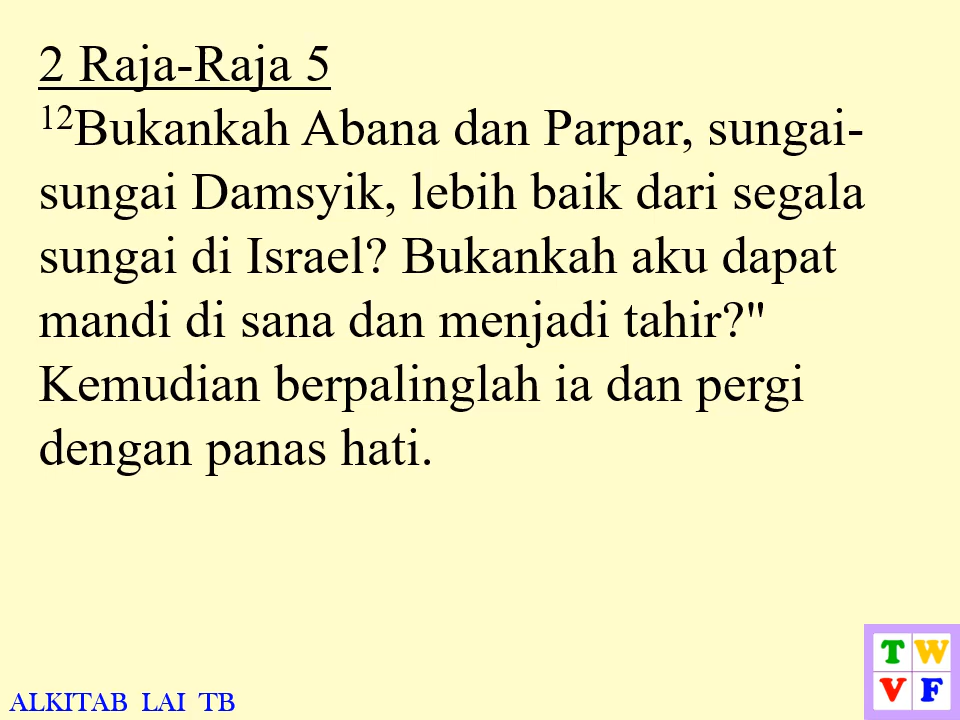 2 Raja-Raja 5
12Bukankah Abana dan Parpar, sungai-
sungai Damsyik, lebih baik dari segala
sungai di Israel? Bukankah aku dapat
mandi di sana dan menjadi tahir?"
Kemudian berpalinglah ia dan pergi
dengan panas hati.
T W
V F
ALKITAB LAI TB